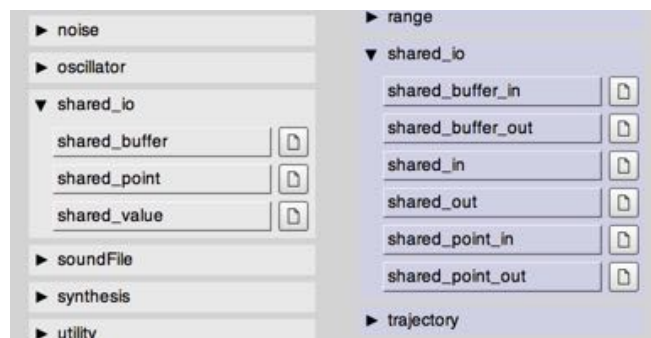 noise
oscillator
shared_io
shared_buffer
shared_point
shared_value
soundFile
synthesis
utility
range
shared_io
shared_buffer_in
shared_buffer_out
shared_in
shared_out
shared_point_in
shared_point_out
trajectory